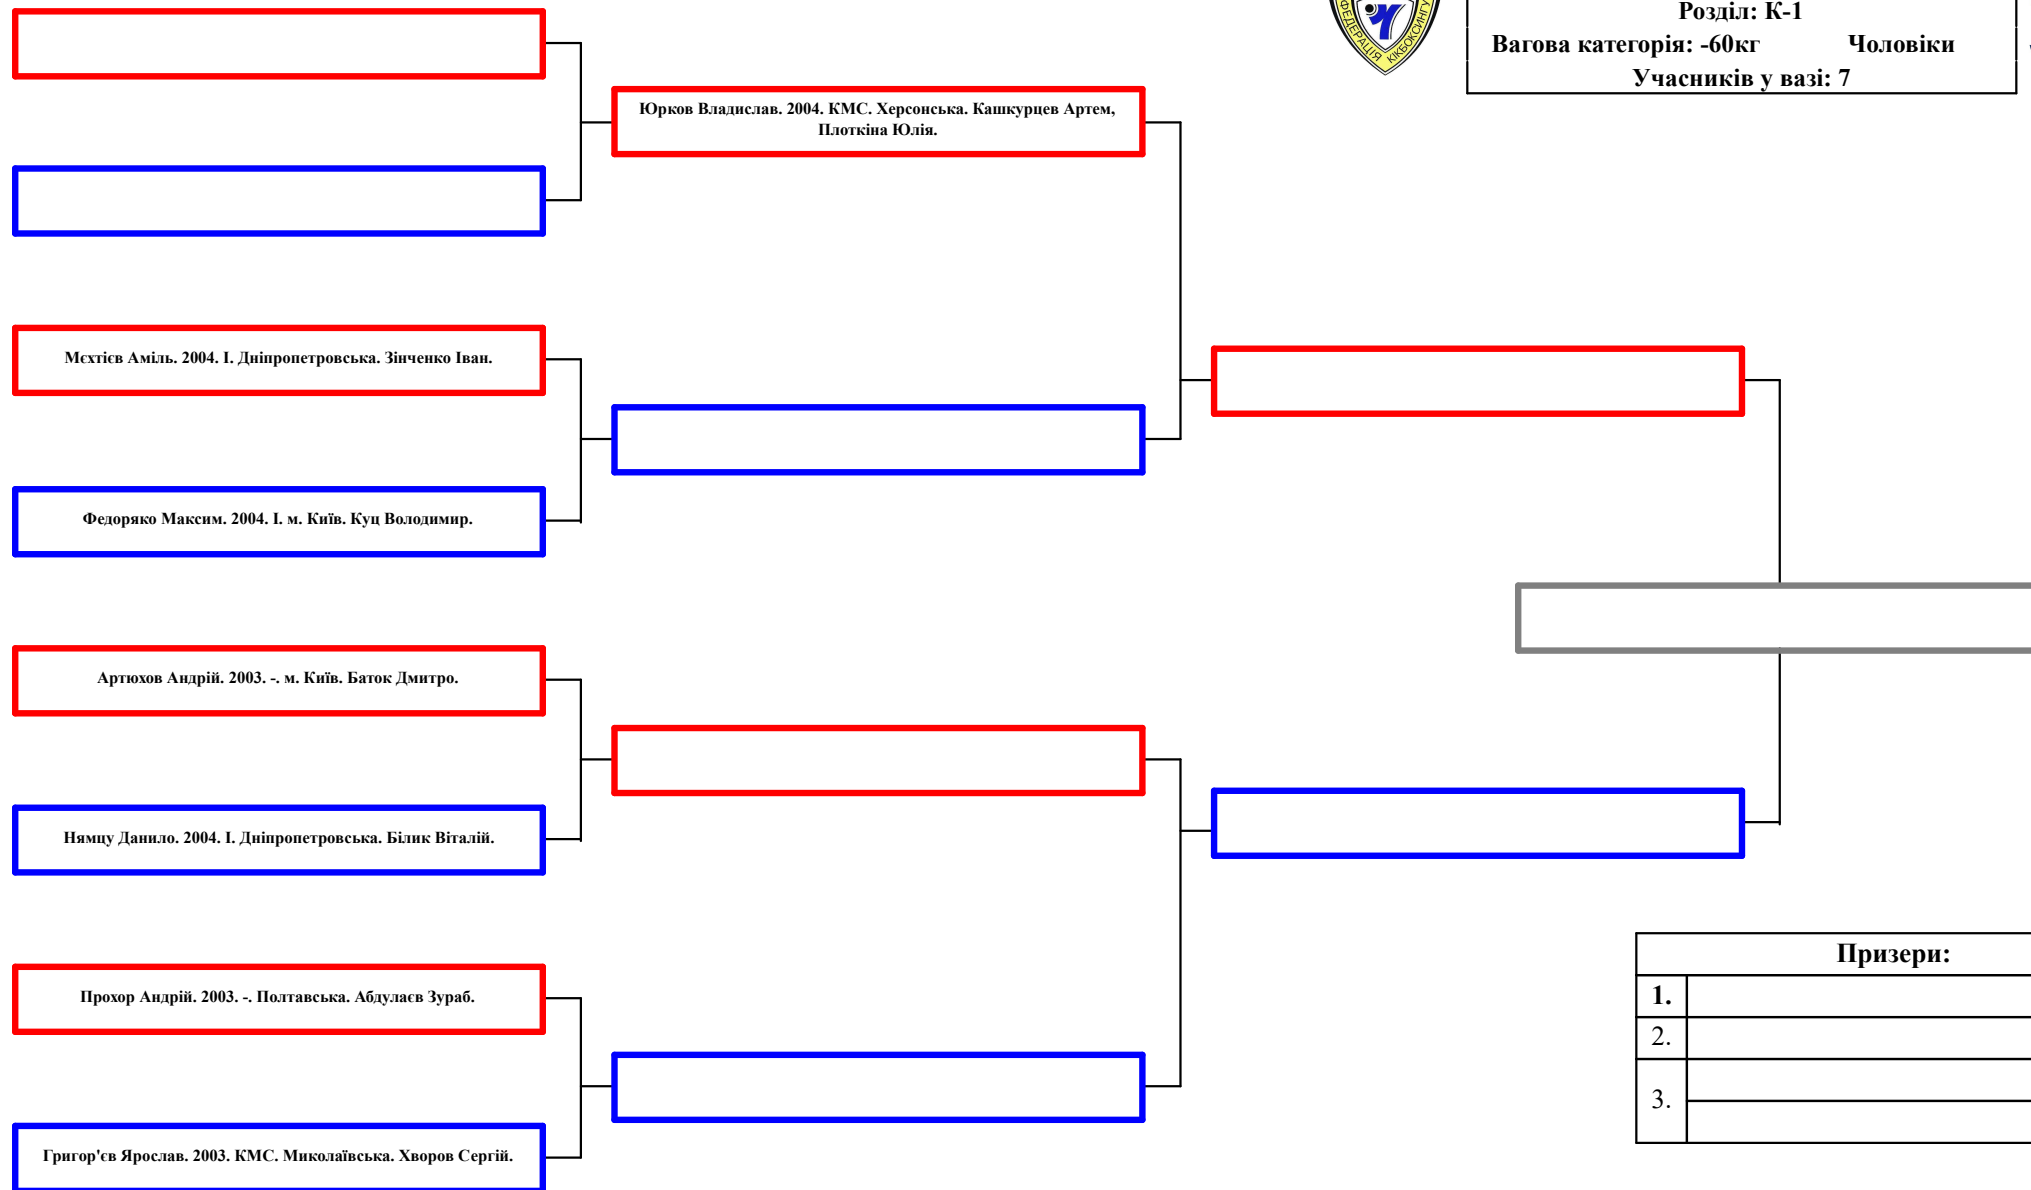 ФЕДЕРАЦІЯ КІКБОКСИНГУ
Розділ: К-1
Вагова категорія: -60кг Чоловіки
Учасників у вазі: 7
Юрков Владислав. 2004. КМС. Херсонська. Кашкурцев Артем,
Плоткіна Юлія.
Мєхтієв Аміль. 2004. І. Дніпропетровська. Зінченко Іван.
Федоряко Максим. 2004. І. м. Київ. Куц Володимир.
Артюхов Андрій. 2003. -. м. Київ. Баток Дмитро.
Нямцу Данило. 2004. І. Дніпропетровська. Білик Віталій.
Прохор Андрій. 2003. -. Полтавська. Абдулаєв Зураб.
Григор'єв Ярослав. 2003. КМС. Миколаївська. Хворов Сергій.
Призери:
1.
2.
3.